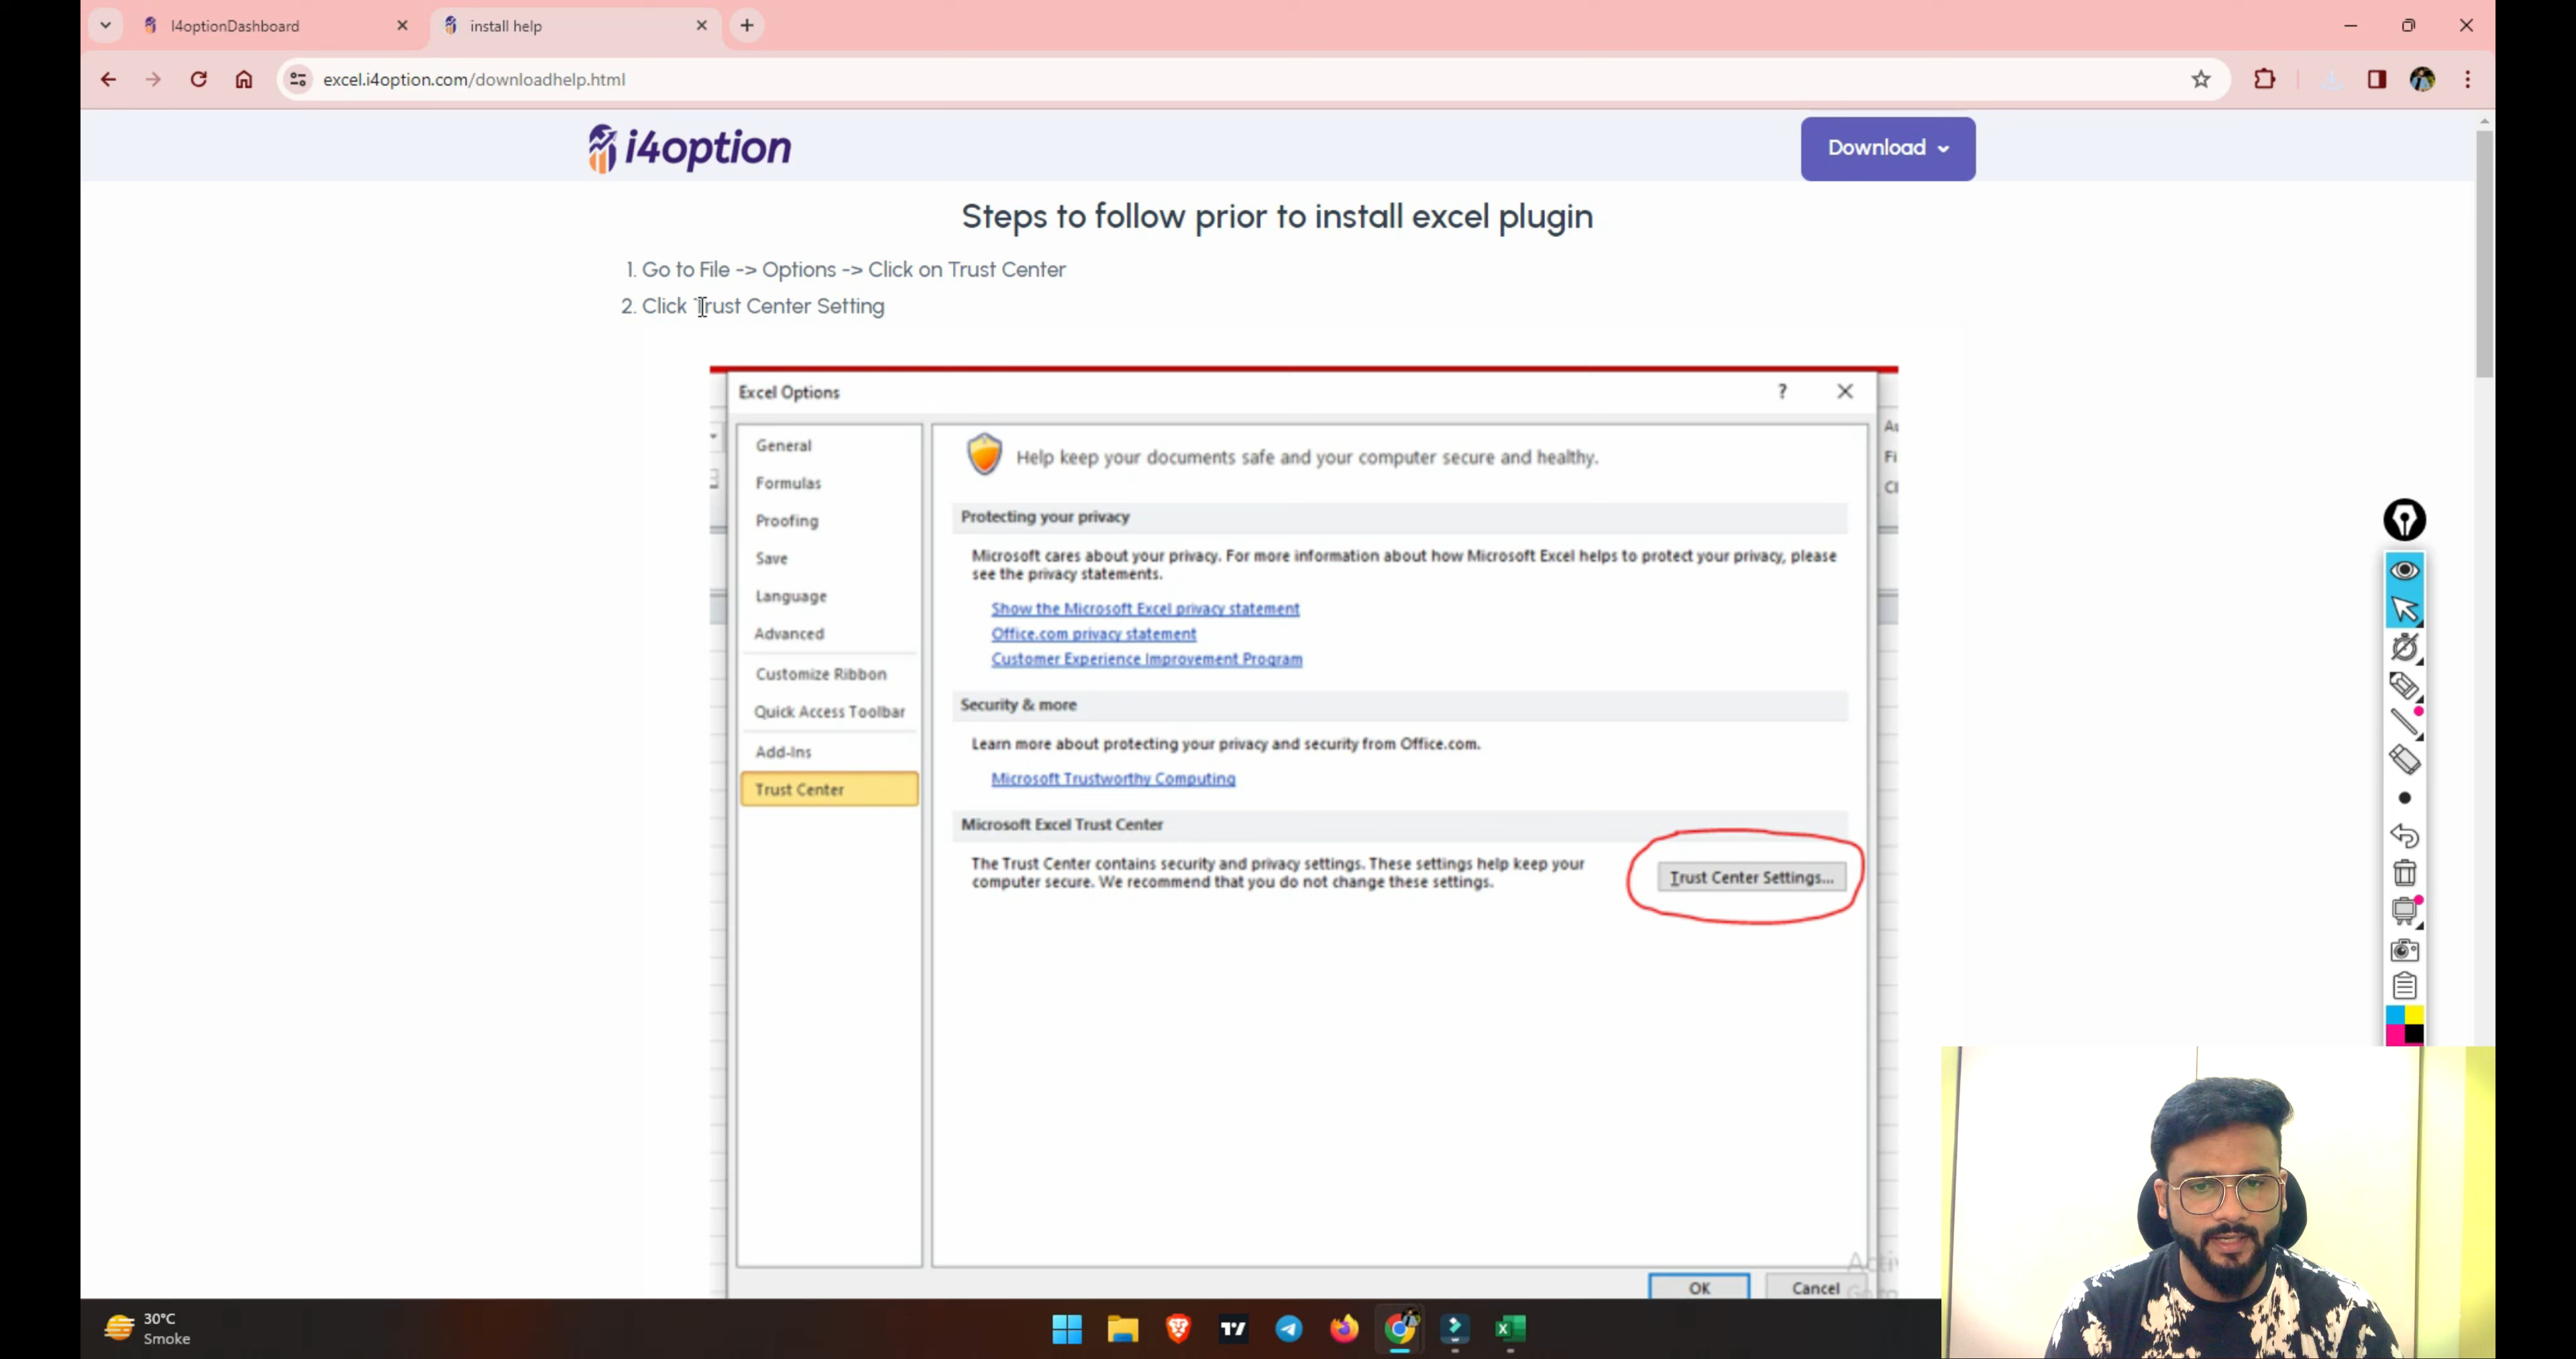 I4optionDashboard
install help
excel.i4option.com/downloadhelp.html
i4option
Download
Steps to follow prior to install excel plugin
1. Go to File -> Options -> Click on Trust Center
2. Click Trust Center Setting
Excel Options
?
General
Formulas
Proofing
Save
Language
Advanced
Customize Ribbon
Quick Access Toolbar
Add-Ins
Trust Center
Help keep your documents safe and your computer secure and healthy.
Protecting your privacy
Microsoft cares about your privacy. For more information about how Microsoft Excel helps to protect your privacy, please
see the privacy statements.
Show the Microsoft Excel privacy statement
Office.com privacy statement
Customer Experience Improvement Program
Security & more
Learn more about protecting your privacy and security from Office.com.
Microsoft Trustworthy Computing
Microsoft Excel Trust Center
The Trust Center contains security and privacy settings. These settings help keep your
computer secure. We recommend that you do not change these settings.
Trust Center Settings...
OK
Cancel
30°C
Smoke